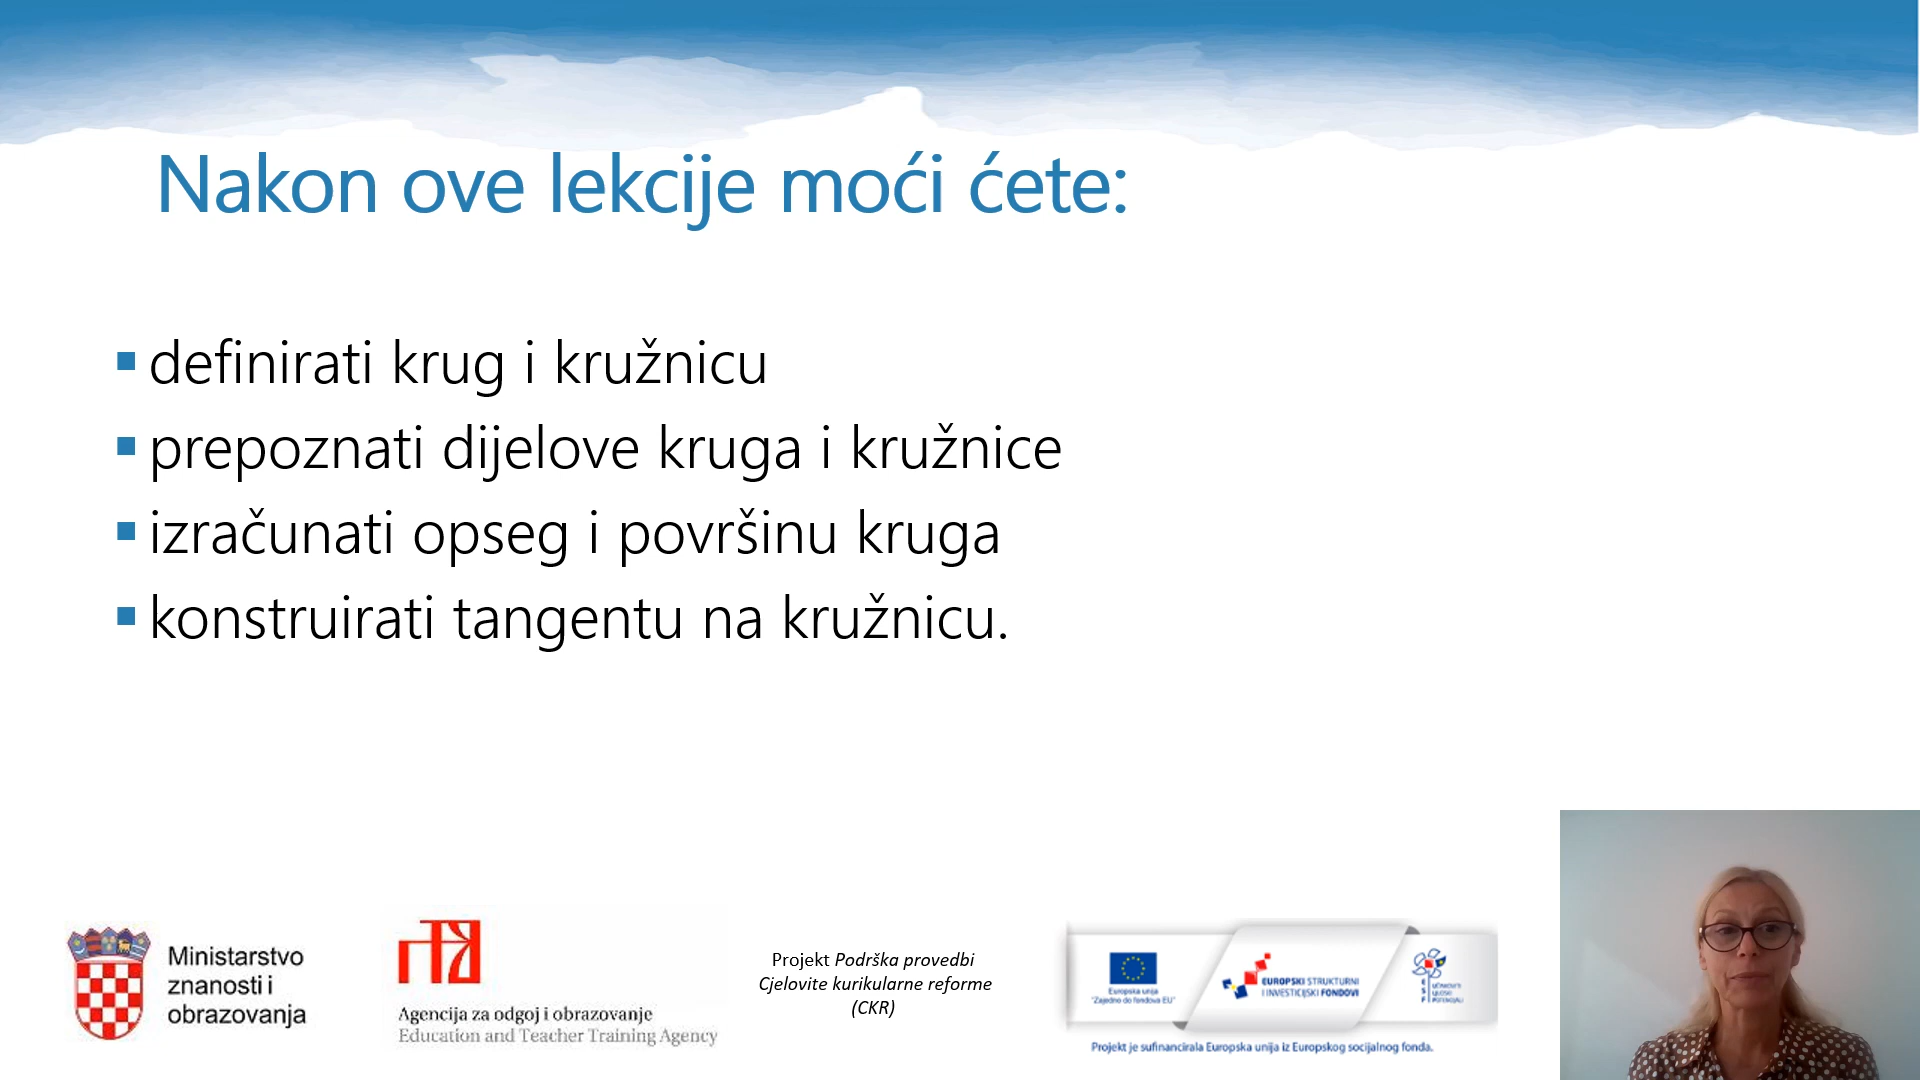 Nakon ove lekcije moći ćete:
definirati krug i kružnicu
prepoznati dijelove kruga i kružnice
izračunati opseg i površinu kruga
konstruirati tangentu na kružnicu.
Ministarstvo
znanosti i
obrazovanja
Agencija za odgoj i obrazovanje
Education and Teacher Training Agency
Projekt Podrška provedbi
Cjelovite kurikularne reforme
(CKR)
Europska unija
"Zajedno do fondova EU"
EUROPSKI STRUKTURNI
I INVESTICIJSKI FONDOVI
Projekt je sufinancirala Europska unija iz Europskog socijalnog fonda.